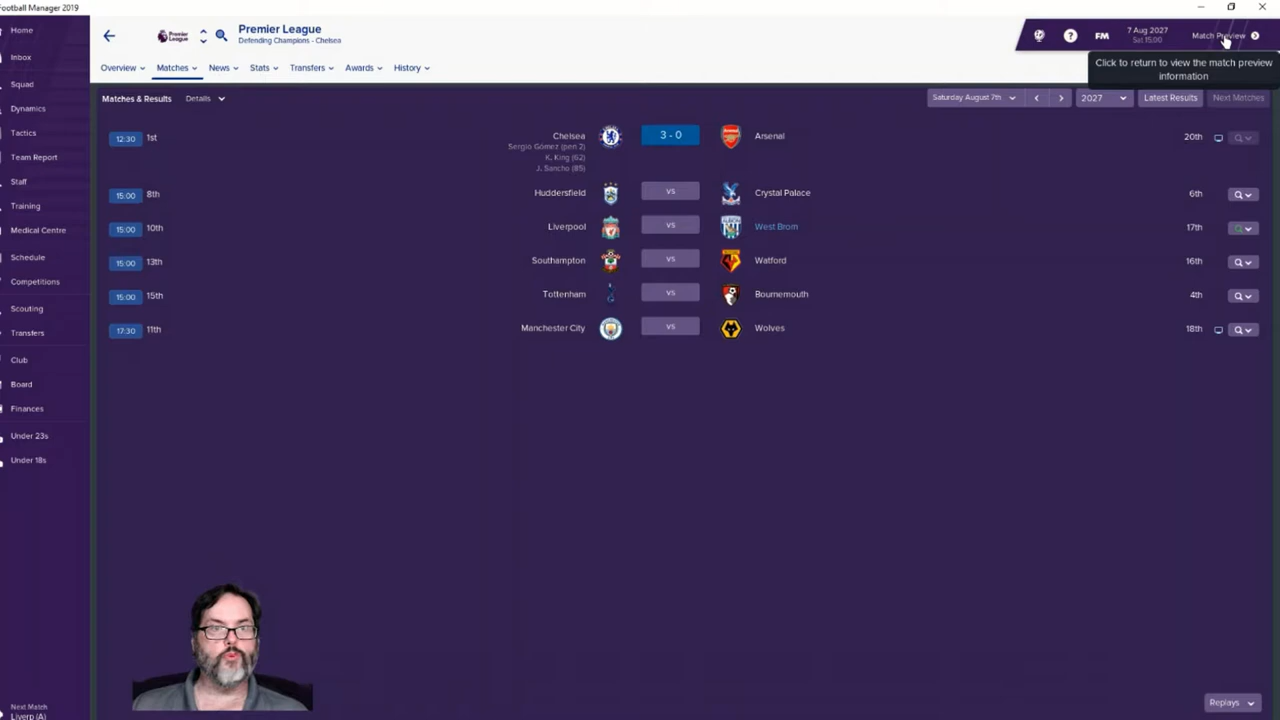 Football Manager 2019
Home
Inbox
Squad
Dynamics
Tactics
Team Report
Staff
Training
Medical Centre
Schedule
Competitions
Scouting
Transfers
Club
Board
Finances
Under 23s
Under 18s
Next Match
Liverp (A)
Premier League
Defending Champions - Chelsea
FM
7 Aug 2027
Sat 15:00
Match Preview
Click to return to view the match preview
information
Overview Matches News Stats Transfers Awards History
Matches & Results Details Saturday August 7th 2027 Latest Results Next Matches
12:30 1st Chelsea 3 - 0 Arsenal 20th
Sergio Gómez (pen 2)
K. King (62)
J. Sancho (85)
15:00 8th Huddersfield vs Crystal Palace 6th
15:00 10th Liverpool vs West Brom 17th
15:00 13th Southampton vs Watford 16th
15:00 15th Tottenham vs Bournemouth 4th
17:30 11th Manchester City vs Wolves 18th
Replays